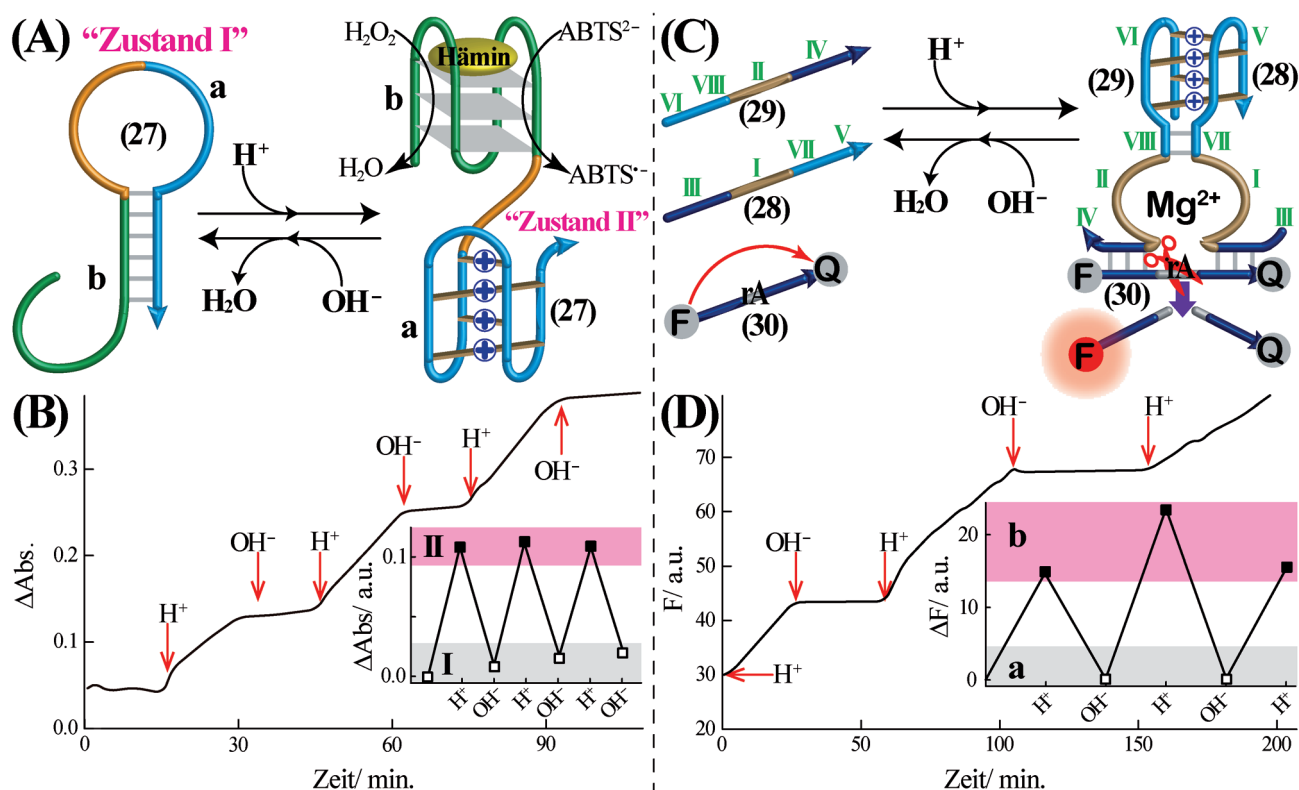 (A)
“Zustand I”
a
(27)
b
H⁺
H₂O
OH⁻
H₂O₂
ABTS²⁻
Hämin
b
H₂O
ABTS•⁻
“Zustand II”
(27)
a
(B)
ΔAbs.
0.3
0.2
0.1
0.0
0
30
60
90
Zeit/ min.
H⁺
OH⁻
H⁺
OH⁻
H⁺
OH⁻
ΔAbs/ a.u.
0.1
0.0
II
I
H⁺
OH⁻
H⁺
OH⁻
H⁺
OH⁻
(C)
IV
II
VIII
VI
(29)
V
VII
I
III
(28)
F
rA
Q
(30)
H⁺
H₂O
OH⁻
VI
V
(29)
(28)
VIII
VII
II
I
Mg²⁺
IV
III
F
rA
Q
(30)
F
Q
(D)
F/ a.u.
70
60
50
40
30
20
0
50
100
150
200
Zeit/ min.
H⁺
OH⁻
H⁺
OH⁻
H⁺
ΔF/ a.u.
20
10
0
b
a
H⁺
OH⁻
H⁺
OH⁻
H⁺